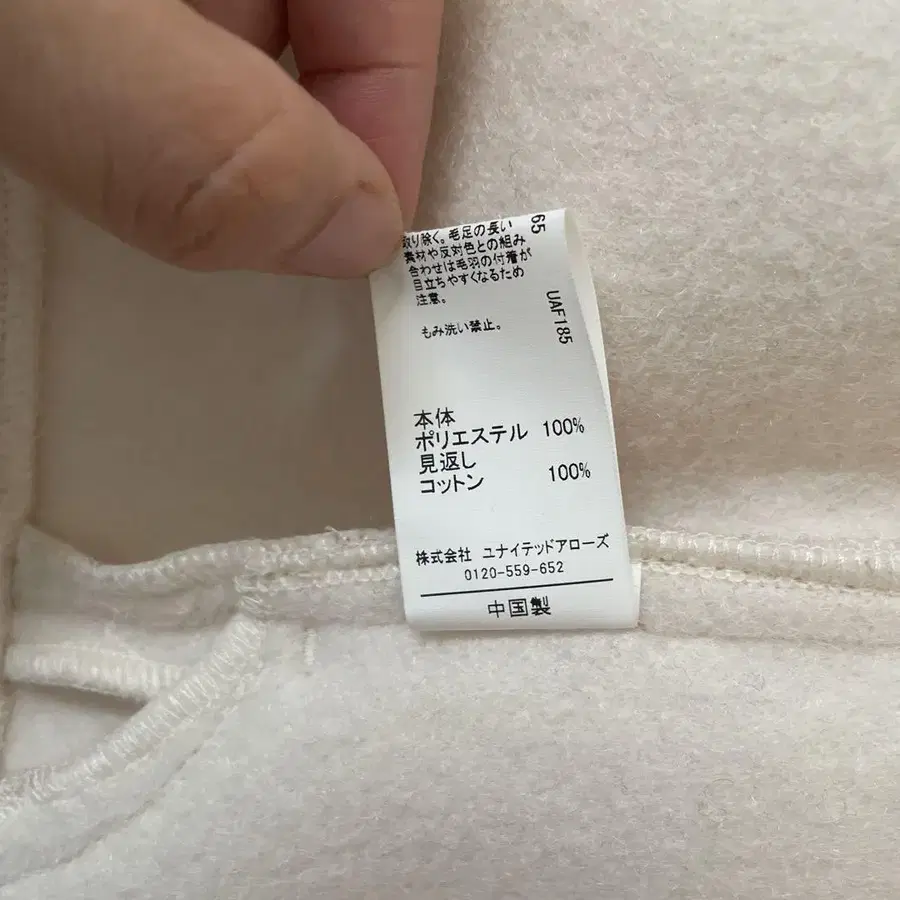 取り除く。毛足の長い
素材や反対色との組み
合わせは毛羽の付着が
目立ちやすくなるため
注意。
もみ洗い禁止。
65
UAF185
本体
ポリエステル 100%
見返し
コットン 100%
株式会社 ユナイテッドアローズ
0120-559-652
中国製